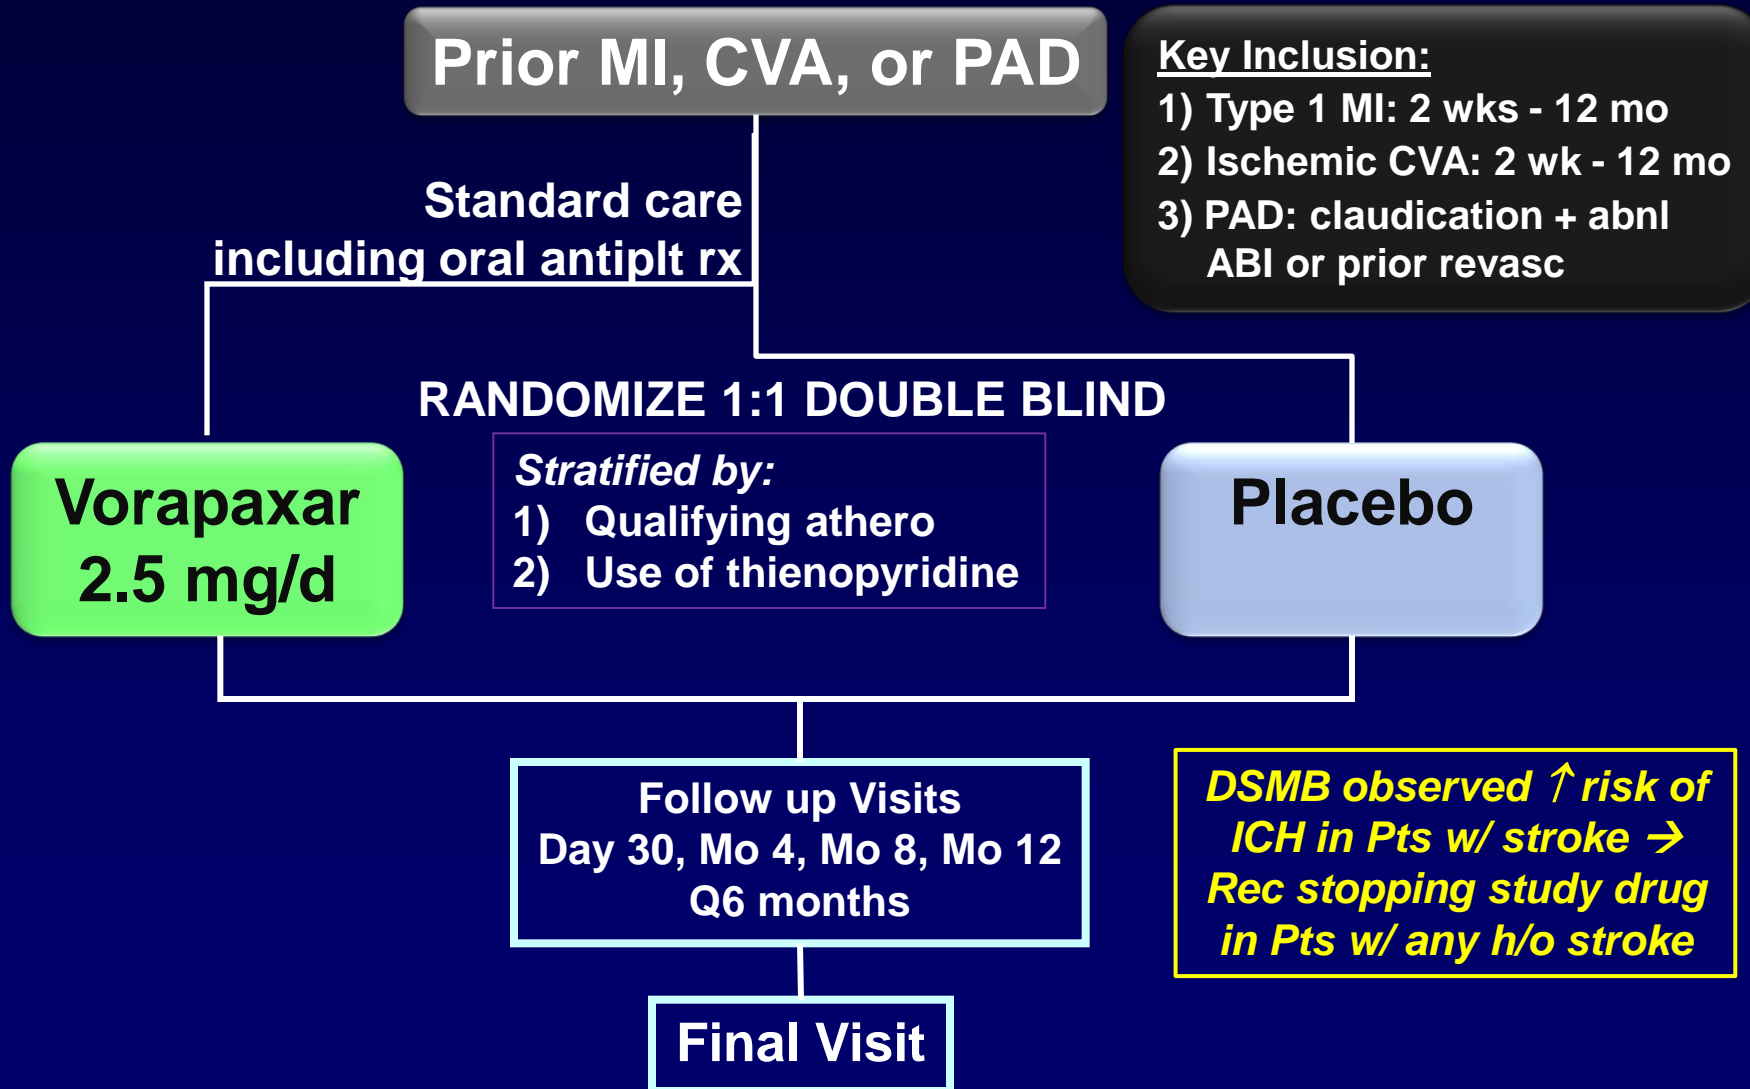 Prior MI, CVA, or PAD
Key Inclusion:
1) Type 1 MI: 2 wks - 12 mo
2) Ischemic CVA: 2 wk - 12 mo
3) PAD: claudication + abnl
ABI or prior revasc
Standard care
including oral antiplt rx
RANDOMIZE 1:1 DOUBLE BLIND
Vorapaxar
2.5 mg/d
Stratified by:
1) Qualifying athero
2) Use of thienopyridine
Placebo
Follow up Visits
Day 30, Mo 4, Mo 8, Mo 12
Q6 months
DSMB observed ↑ risk of
ICH in Pts w/ stroke →
Rec stopping study drug
in Pts w/ any h/o stroke
Final Visit